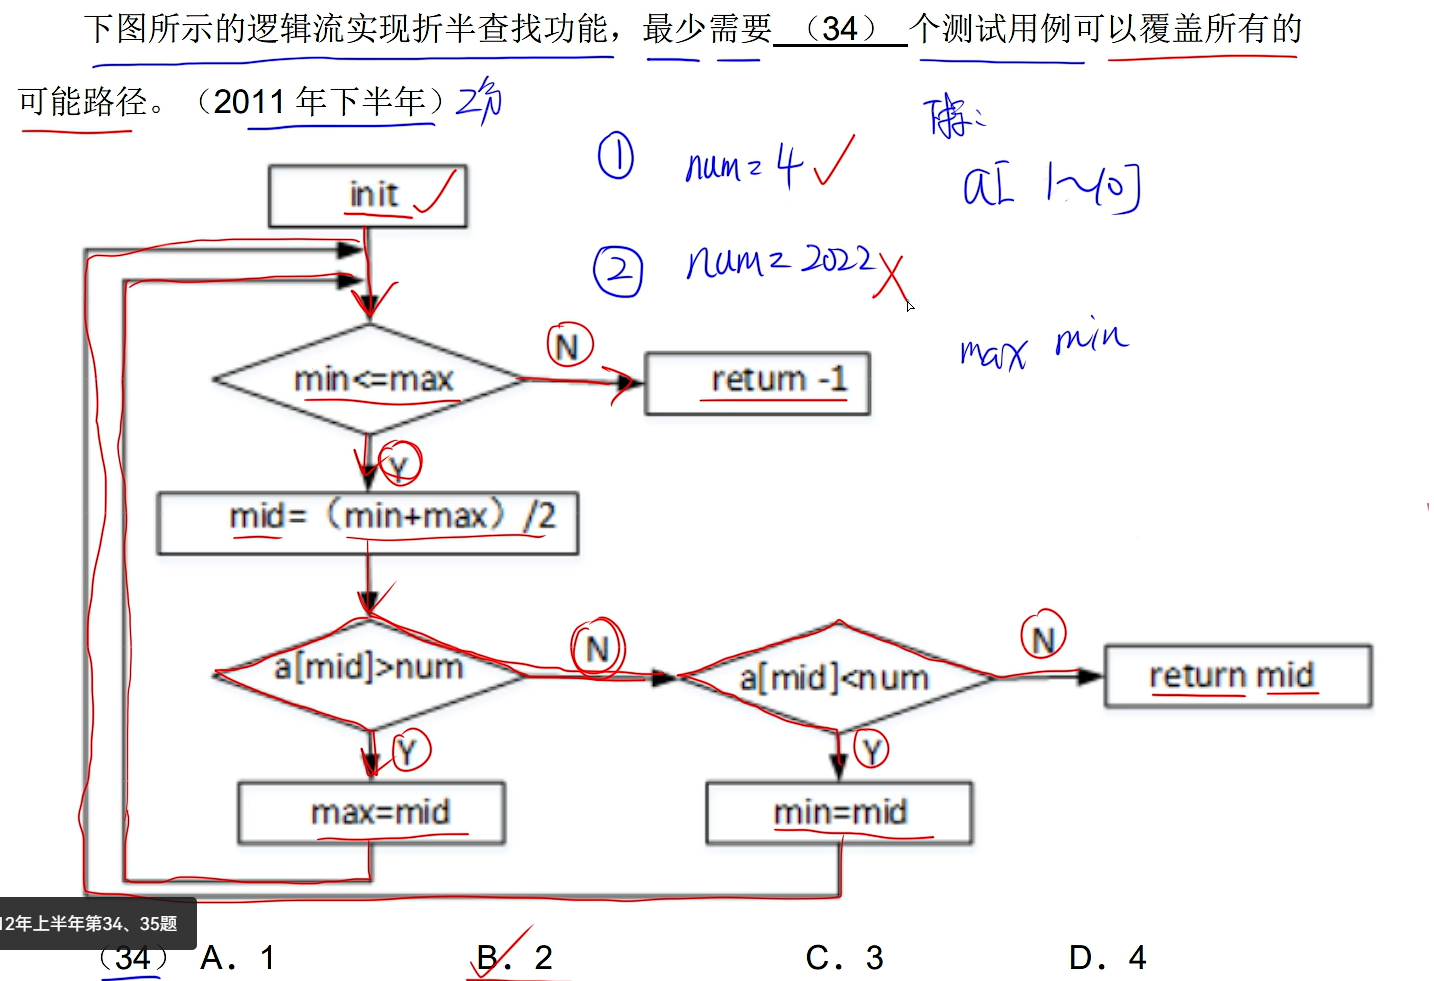 下图所示的逻辑流实现折半查找功能，最少需要（34）个测试用例可以覆盖所有的
可能路径。（2011 年下半年）2分
解：
① num=4 ✓
a[1~10]
init ✓
② num=2022 ×
max min
N
min<=max
return -1
Y
mid=（min+max）/2
N
N
a[mid]>num
a[mid]<num
return mid
Y
Y
max=mid
min=mid
12年上半年第34、35题
（34） A．1 B．2 C．3 D．4